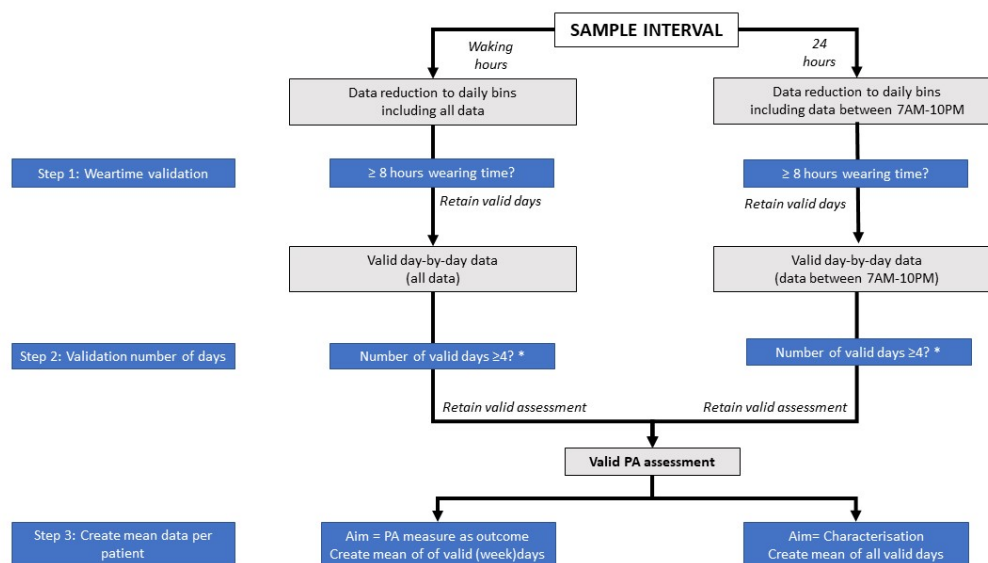 SAMPLE INTERVAL
Waking
hours
24
hours
Data reduction to daily bins
including all data
Data reduction to daily bins
including data between 7AM-10PM
Step 1: Weartime validation
≥ 8 hours wearing time?
≥ 8 hours wearing time?
Retain valid days
Retain valid days
Valid day-by-day data
(all data)
Valid day-by-day data
(data between 7AM-10PM)
Step 2: Validation number of days
Number of valid days ≥4? *
Number of valid days ≥4? *
Retain valid assessment
Retain valid assessment
Valid PA assessment
Step 3: Create mean data per
patient
Aim = PA measure as outcome
Create mean of of valid (week)days
Aim= Characterisation
Create mean of all valid days